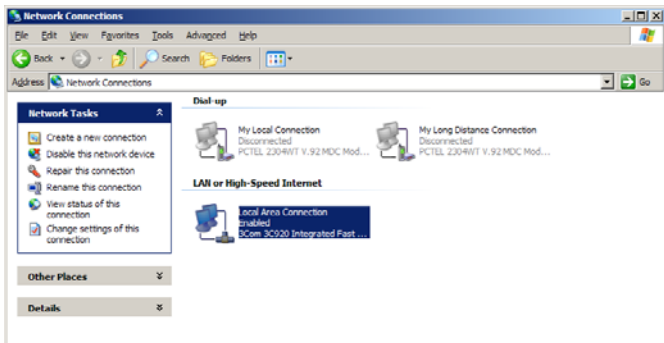 Network Connections
File Edit View Favorites Tools Advanced Help
Back Search Folders
Address Network Connections Go
Network Tasks
Create a new connection
Disable this network device
Repair this connection
Rename this connection
View status of this
connection
Change settings of this
connection
Other Places
Details
Dial-up
My Local Connection
Disconnected
PCTEL 2304WT V.92 MDC Mod...
My Long Distance Connection
Disconnected
PCTEL 2304WT V.92 MDC Mod...
LAN or High-Speed Internet
Local Area Connection
Enabled
3Com 3C920 Integrated Fast ...